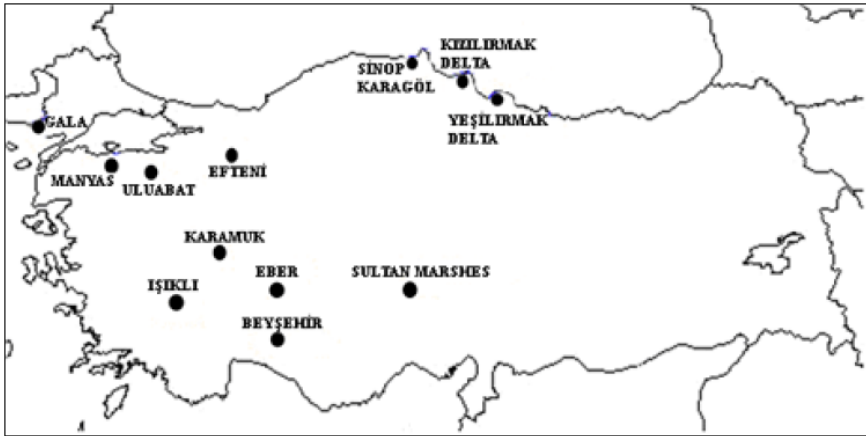 KIZILIRMAK
DELTA
SİNOP
KARAGÖL
YEŞİLIRMAK
DELTA
GALA
MANYAS
ULUABAT
EFTENİ
KARAMUK
IŞIKLI
EBER
SULTAN MARSHES
BEYŞEHİR